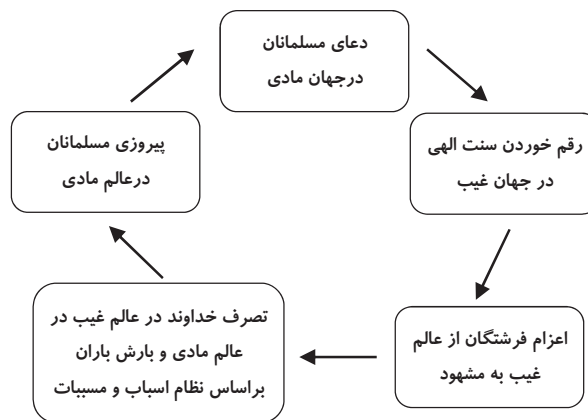 دعای مسلمانان
درجهان مادی
رقم خوردن سنت الهی
در جهان غیب
اعزام فرشتگان از عالم
غیب به مشهود
تصرف خداوند در عالم غیب در
عالم مادی و بارش باران
براساس نظام اسباب و مسببات
پیروزی مسلمانان
درعالم مادی